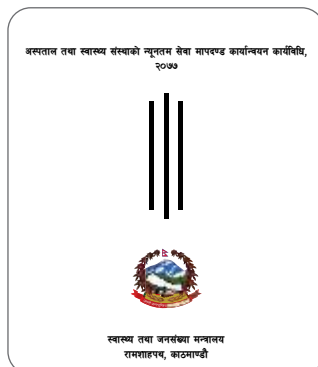 अस्पताल तथा स्वास्थ्य संस्थाको न्यूनतम सेवा मापदण्ड कार्यान्वयन कार्यविधि,
२०७७
स्वास्थ्य तथा जनसंख्या मन्त्रालय
रामशाहपथ, काठमाण्डौ